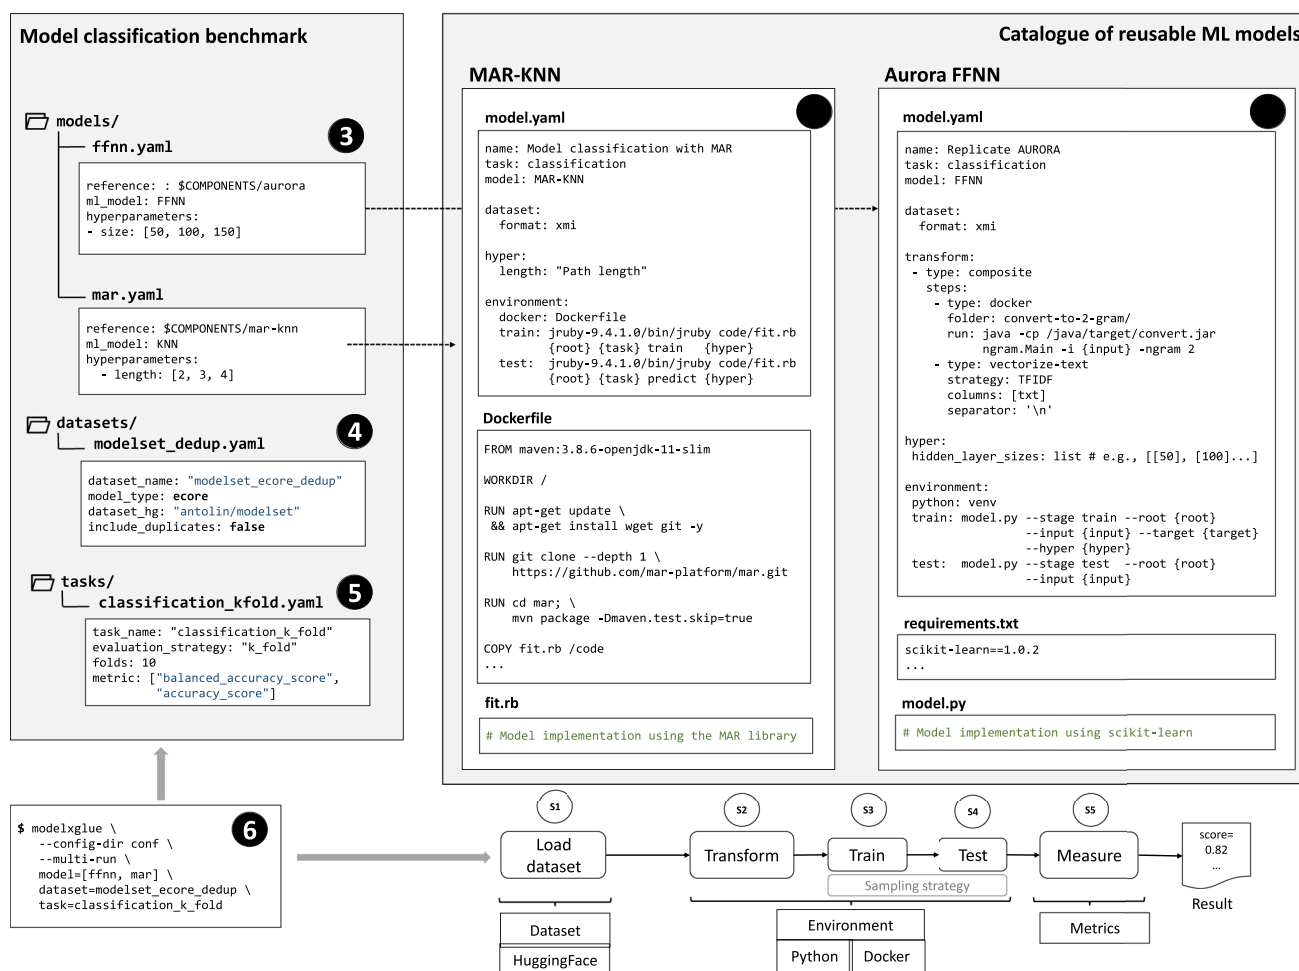 Model classification benchmark
models/
3
ffnn.yaml
reference: : $COMPONENTS/aurora
ml_model: FFNN
hyperparameters:
- size: [50, 100, 150]
mar.yaml
reference: $COMPONENTS/mar-knn
ml_model: KNN
hyperparameters:
- length: [2, 3, 4]
datasets/
4
modelset_dedup.yaml
dataset_name: "modelset_ecore_dedup"
model_type: ecore
dataset_hg: "antolin/modelset"
include_duplicates: false
tasks/
5
classification_kfold.yaml
task_name: "classification_k_fold"
evaluation_strategy: "k_fold"
folds: 10
metric: ["balanced_accuracy_score",
"accuracy_score"]
Catalogue of reusable ML models
MAR-KNN
model.yaml
name: Model classification with MAR
task: classification
model: MAR-KNN
dataset:
format: xmi
hyper:
length: "Path length"
environment:
docker: Dockerfile
train: jruby-9.4.1.0/bin/jruby code/fit.rb
{root} {task} train {hyper}
test: jruby-9.4.1.0/bin/jruby code/fit.rb
{root} {task} predict {hyper}
Dockerfile
FROM maven:3.8.6-openjdk-11-slim
WORKDIR /
RUN apt-get update \
&& apt-get install wget git -y
RUN git clone --depth 1 \
https://github.com/mar-platform/mar.git
RUN cd mar; \
mvn package -Dmaven.test.skip=true
COPY fit.rb /code
...
fit.rb
# Model implementation using the MAR library
Aurora FFNN
model.yaml
name: Replicate AURORA
task: classification
model: FFNN
dataset:
format: xmi
transform:
- type: composite
steps:
- type: docker
folder: convert-to-2-gram/
run: java -cp /java/target/convert.jar
ngram.Main -i {input} -ngram 2
- type: vectorize-text
strategy: TFIDF
columns: [txt]
separator: '\n'
hyper:
hidden_layer_sizes: list # e.g., [[50], [100]...]
environment:
python: venv
train: model.py --stage train --root {root}
--input {input} --target {target}
--hyper {hyper}
test: model.py --stage test --root {root}
--input {input}
requirements.txt
scikit-learn==1.0.2
...
model.py
# Model implementation using scikit-learn
6
$ modelxglue \
--config-dir conf \
--multi-run \
model=[ffnn, mar] \
dataset=modelset_ecore_dedup \
task=classification_k_fold
S1
S2
S3
S4
S5
Load
dataset
Transform
Train
Test
Measure
score=
0.82
...
Sampling strategy
Result
Dataset
HuggingFace
Environment
Python
Docker
Metrics